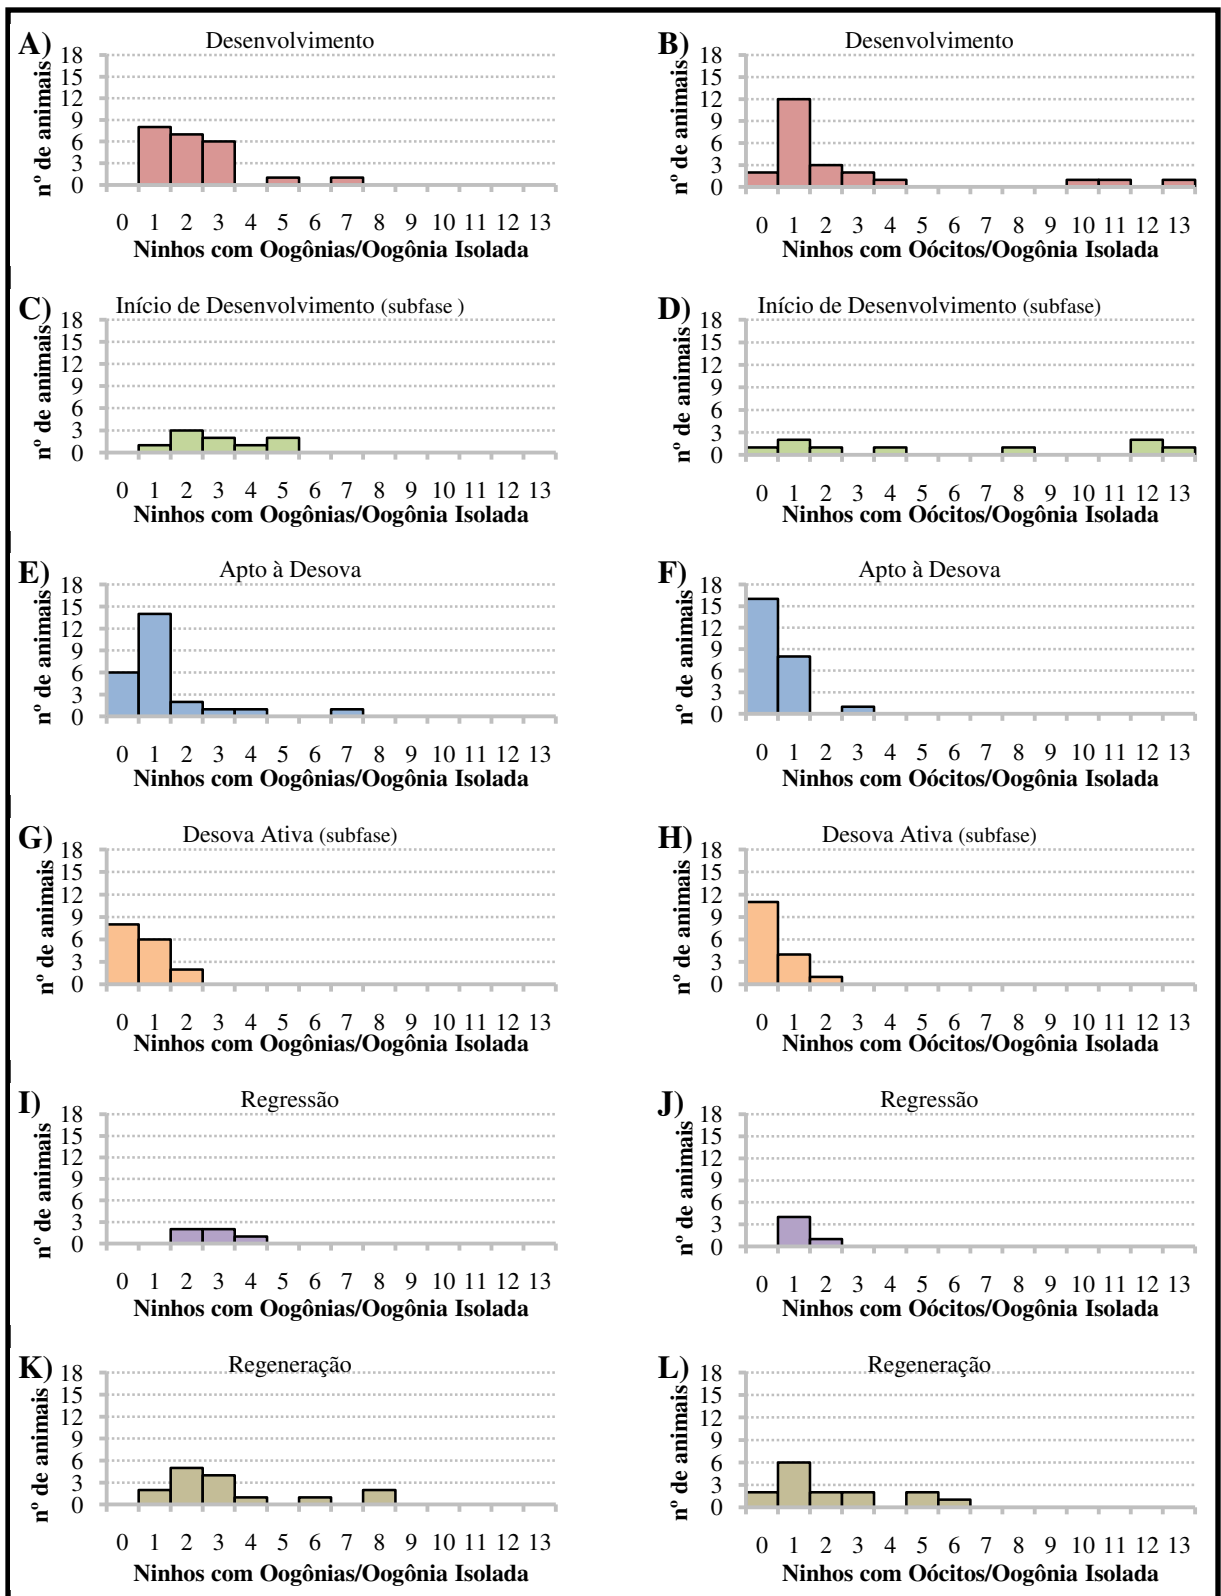 A)
Desenvolvimento
nº de animais
18
15
12
9
6
3
0
0 1 2 3 4 5 6 7 8 9 10 11 12 13
Ninhos com Oogônias/Oogônia Isolada
B)
Desenvolvimento
nº de animais
18
15
12
9
6
3
0
0 1 2 3 4 5 6 7 8 9 10 11 12 13
Ninhos com Oócitos/Oogônia Isolada
C)
Início de Desenvolvimento (subfase )
nº de animais
18
15
12
9
6
3
0
0 1 2 3 4 5 6 7 8 9 10 11 12 13
Ninhos com Oogônias/Oogônia Isolada
D)
Início de Desenvolvimento (subfase)
nº de animais
18
15
12
9
6
3
0
0 1 2 3 4 5 6 7 8 9 10 11 12 13
Ninhos com Oócitos/Oogônia Isolada
E)
Apto à Desova
nº de animais
18
15
12
9
6
3
0
0 1 2 3 4 5 6 7 8 9 10 11 12 13
Ninhos com Oogônias/Oogônia Isolada
F)
Apto à Desova
nº de animais
18
15
12
9
6
3
0
0 1 2 3 4 5 6 7 8 9 10 11 12 13
Ninhos com Oócitos/Oogônia Isolada
G)
Desova Ativa (subfase)
nº de animais
18
15
12
9
6
3
0
0 1 2 3 4 5 6 7 8 9 10 11 12 13
Ninhos com Oogônias/Oogônia Isolada
H)
Desova Ativa (subfase)
nº de animais
18
15
12
9
6
3
0
0 1 2 3 4 5 6 7 8 9 10 11 12 13
Ninhos com Oócitos/Oogônia Isolada
I)
Regressão
nº de animais
18
15
12
9
6
3
0
0 1 2 3 4 5 6 7 8 9 10 11 12 13
Ninhos com Oogônias/Oogônia Isolada
J)
Regressão
nº de animais
18
15
12
9
6
3
0
0 1 2 3 4 5 6 7 8 9 10 11 12 13
Ninhos com Oócitos/Oogônia Isolada
K)
Regeneração
nº de animais
18
15
12
9
6
3
0
0 1 2 3 4 5 6 7 8 9 10 11 12 13
Ninhos com Oogônias/Oogônia Isolada
L)
Regeneração
nº de animais
18
15
12
9
6
3
0
0 1 2 3 4 5 6 7 8 9 10 11 12 13
Ninhos com Oócitos/Oogônia Isolada